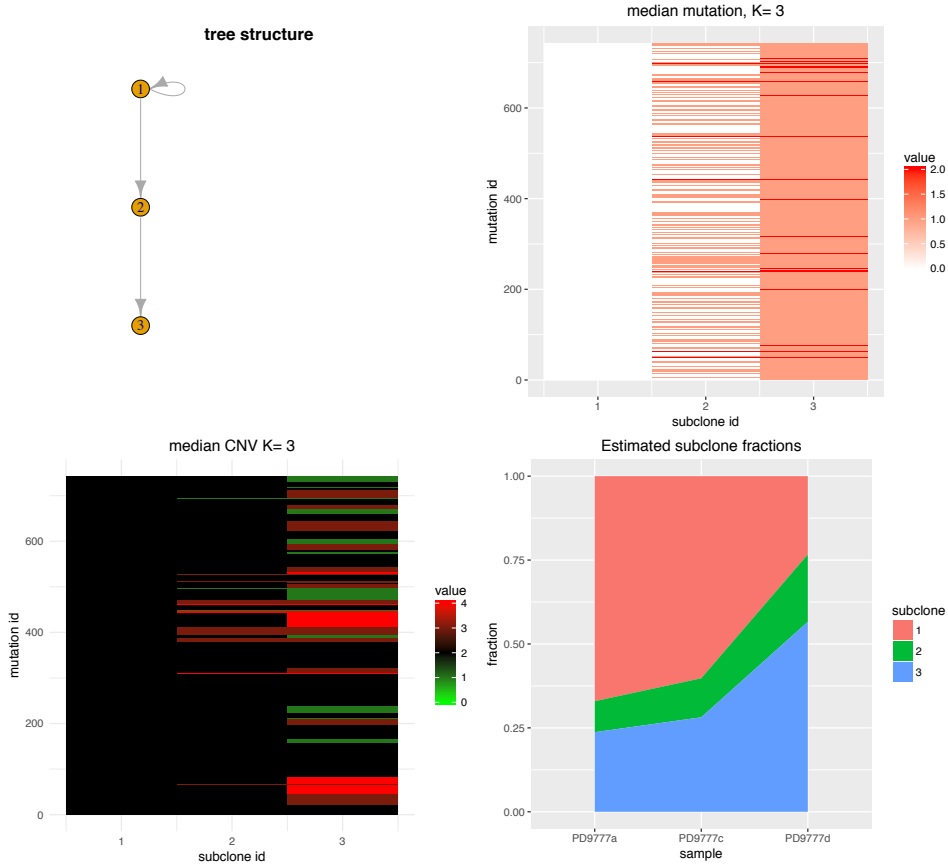 tree structure
1
2
3
median mutation, K= 3
mutation id
600
400
200
0
1 2 3
subclone id
value
2.0
1.5
1.0
0.5
0.0
median CNV K= 3
mutation id
600
400
200
0
1 2 3
subclone id
value
4
3
2
1
0
Estimated subclone fractions
fraction
1.00
0.75
0.50
0.25
0.00
PD9777a PD9777c PD9777d
sample
subclone
1
2
3